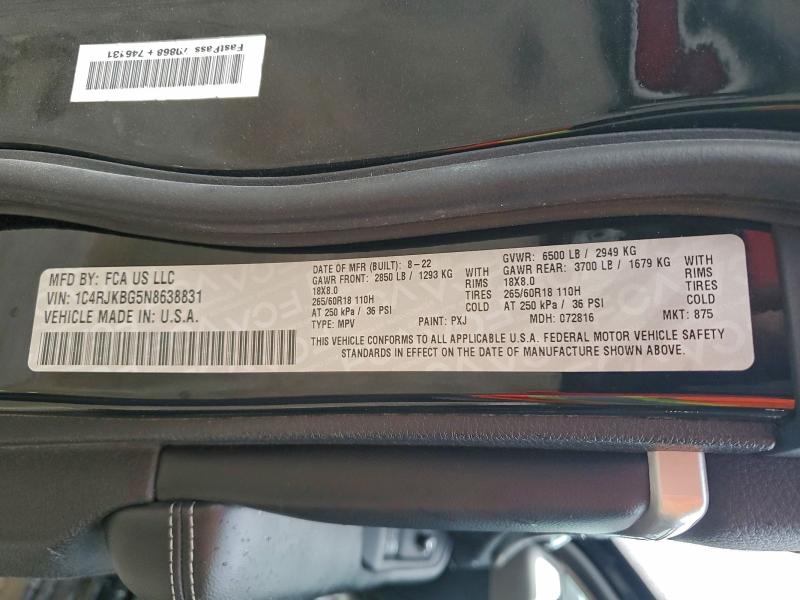 FastPass 79868 + 746131
MFD BY: FCA US LLC
VIN: 1C4RJKBG5N8638831
VEHICLE MADE IN: U.S.A.
DATE OF MFR (BUILT): 8-22 GVWR: 6500 LB / 2949 KG
GAWR FRONT: 2850 LB / 1293 KG WITH GAWR REAR: 3700 LB / 1679 KG WITH
18X8.0 RIMS 18X8.0 RIMS
265/60R18 110H TIRES 265/60R18 110H TIRES
AT 250 kPa / 36 PSI COLD AT 250 kPa / 36 PSI COLD
TYPE: MPV PAINT: PXJ MDH: 072816 MKT: 875
THIS VEHICLE CONFORMS TO ALL APPLICABLE U.S.A. FEDERAL MOTOR VEHICLE SAFETY
STANDARDS IN EFFECT ON THE DATE OF MANUFACTURE SHOWN ABOVE.